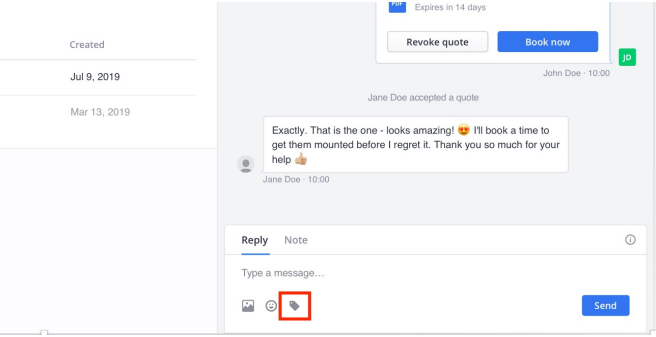 PDF
Expires in 14 days
Revoke quote
Book now
JD
John Doe · 10:00
Created
Jul 9, 2019
Mar 13, 2019
Jane Doe accepted a quote
Exactly. That is the one - looks amazing! 😍 I'll book a time to
get them mounted before I regret it. Thank you so much for your
help 👍🏼
Jane Doe · 10:00
Reply
Note
Type a message...
Send